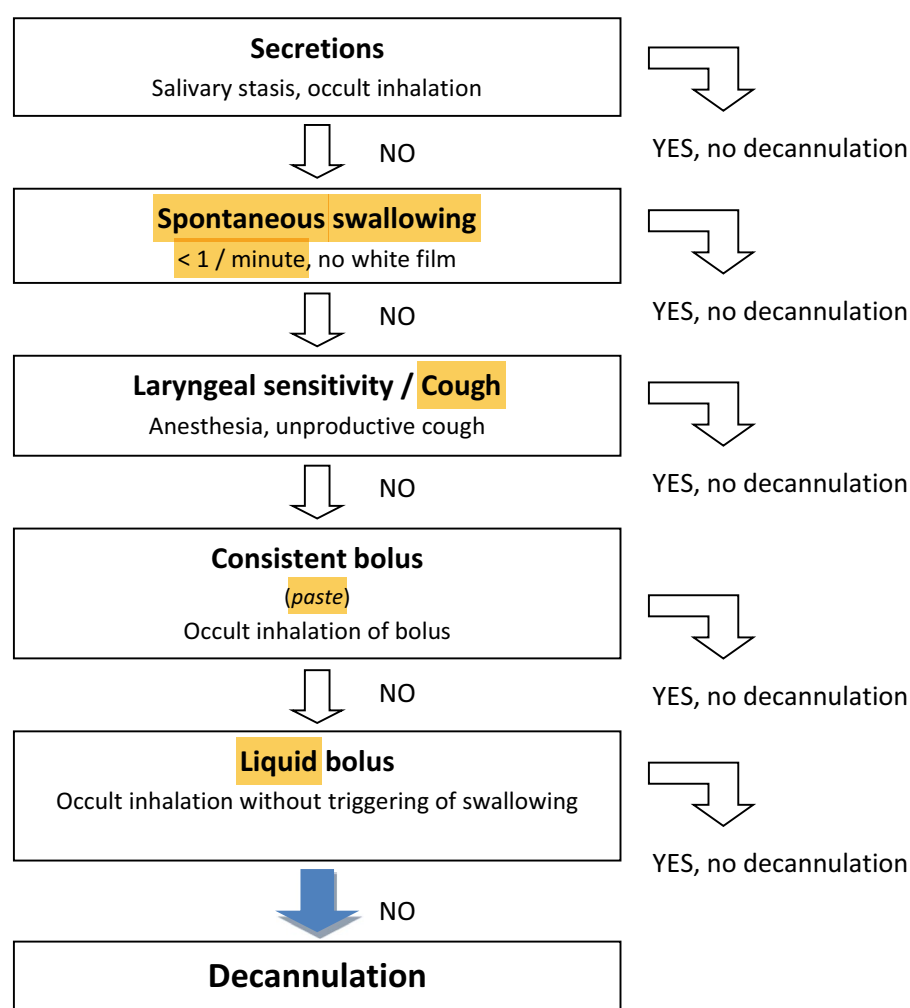 Secretions
Salivary stasis, occult inhalation
YES, no decannulation
NO
Spontaneous swallowing
< 1 / minute, no white film
YES, no decannulation
NO
Laryngeal sensitivity / Cough
Anesthesia, unproductive cough
YES, no decannulation
NO
Consistent bolus
(paste)
Occult inhalation of bolus
YES, no decannulation
NO
Liquid bolus
Occult inhalation without triggering of swallowing
YES, no decannulation
NO
Decannulation